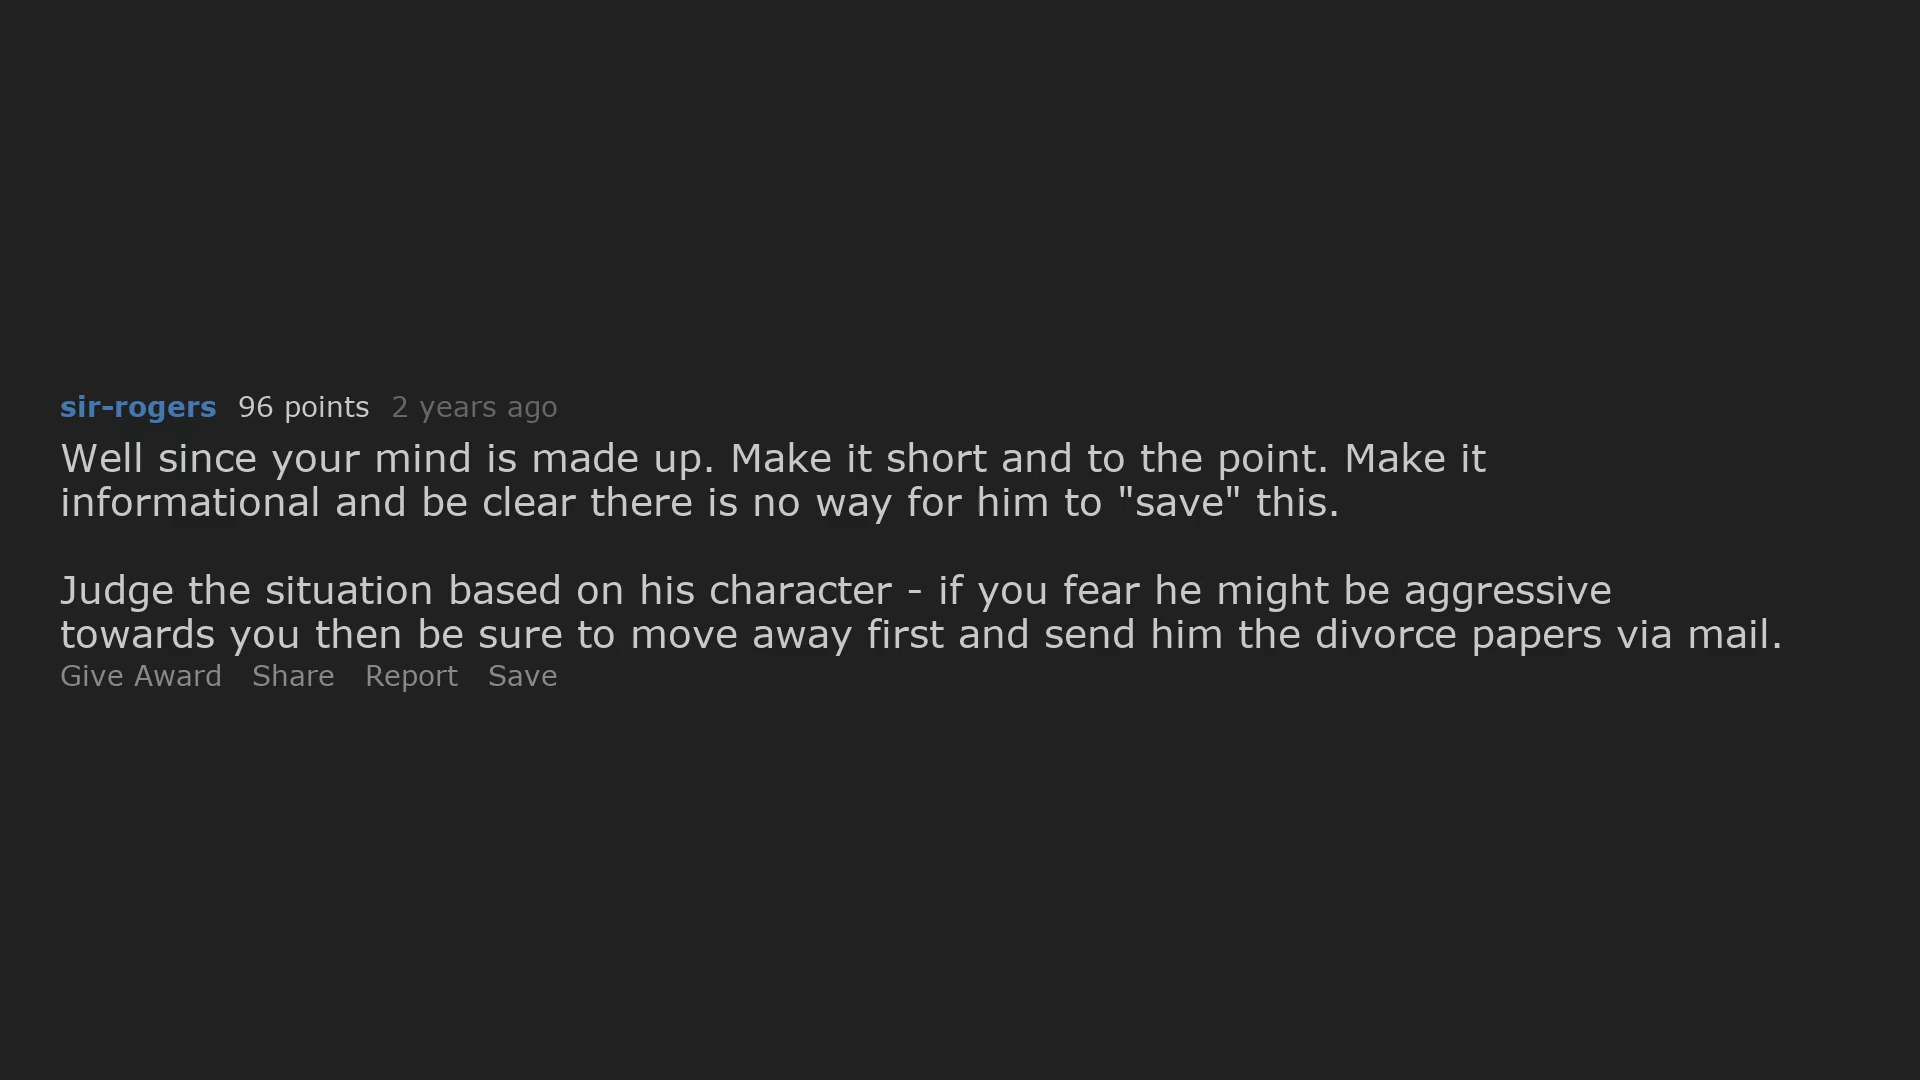 sir-rogers 96 points 2 years ago
Well since your mind is made up. Make it short and to the point. Make it
informational and be clear there is no way for him to "save" this.
Judge the situation based on his character - if you fear he might be aggressive
towards you then be sure to move away first and send him the divorce papers via mail.
Give Award Share Report Save